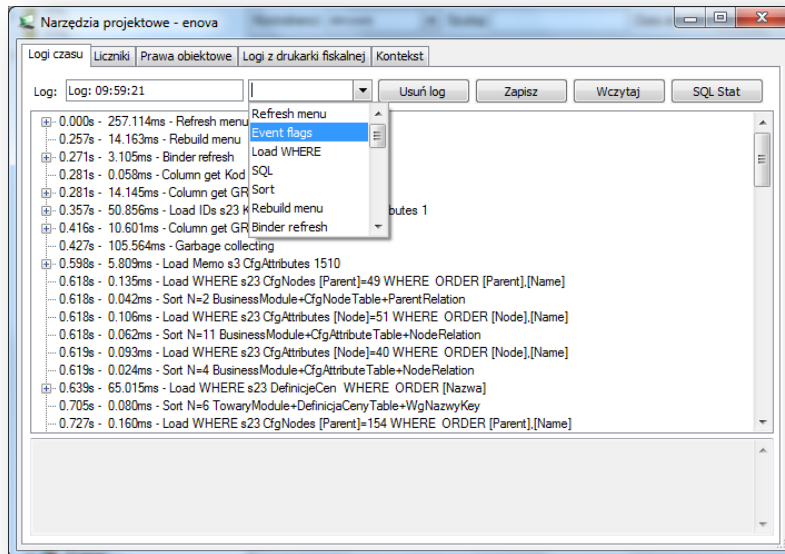 Narzędzia projektowe - enova
Logi czasu Liczniki Prawa obiektowe Logi z drukarki fiskalnej Kontekst
Log: Log: 09:59:21 Usuń log Zapisz Wczytaj SQL Stat
Refresh menu
Event flags
Load WHERE
SQL
Sort
Rebuild menu
Binder refresh
0.000s - 257.114ms - Refresh menu
0.257s - 14.163ms - Rebuild menu
0.271s - 3.105ms - Binder refresh
0.281s - 0.058ms - Column get Kod
0.281s - 14.145ms - Column get GR
0.357s - 50.856ms - Load IDs s23 butes 1
0.416s - 10.601ms - Column get GR
0.427s - 105.564ms - Garbage collecting
0.598s - 5.809ms - Load Memo s3 CfgAttributes 1510
0.618s - 0.135ms - Load WHERE s23 CfgNodes [Parent]=49 WHERE ORDER [Parent],[Name]
0.618s - 0.042ms - Sort N=2 BusinessModule+CfgNodeTable+ParentRelation
0.618s - 0.106ms - Load WHERE s23 CfgAttributes [Node]=51 WHERE ORDER [Node],[Name]
0.618s - 0.062ms - Sort N=11 BusinessModule+CfgAttributeTable+NodeRelation
0.619s - 0.093ms - Load WHERE s23 CfgAttributes [Node]=40 WHERE ORDER [Node],[Name]
0.619s - 0.024ms - Sort N=4 BusinessModule+CfgAttributeTable+NodeRelation
0.639s - 65.015ms - Load WHERE s23 DefinicjeCen WHERE ORDER [Nazwa]
0.705s - 0.080ms - Sort N=6 TowaryModule+DefinicjaCenyTable+WgNazwyKey
0.727s - 0.160ms - Load WHERE s23 CfgNodes [Parent]=154 WHERE ORDER [Parent],[Name]